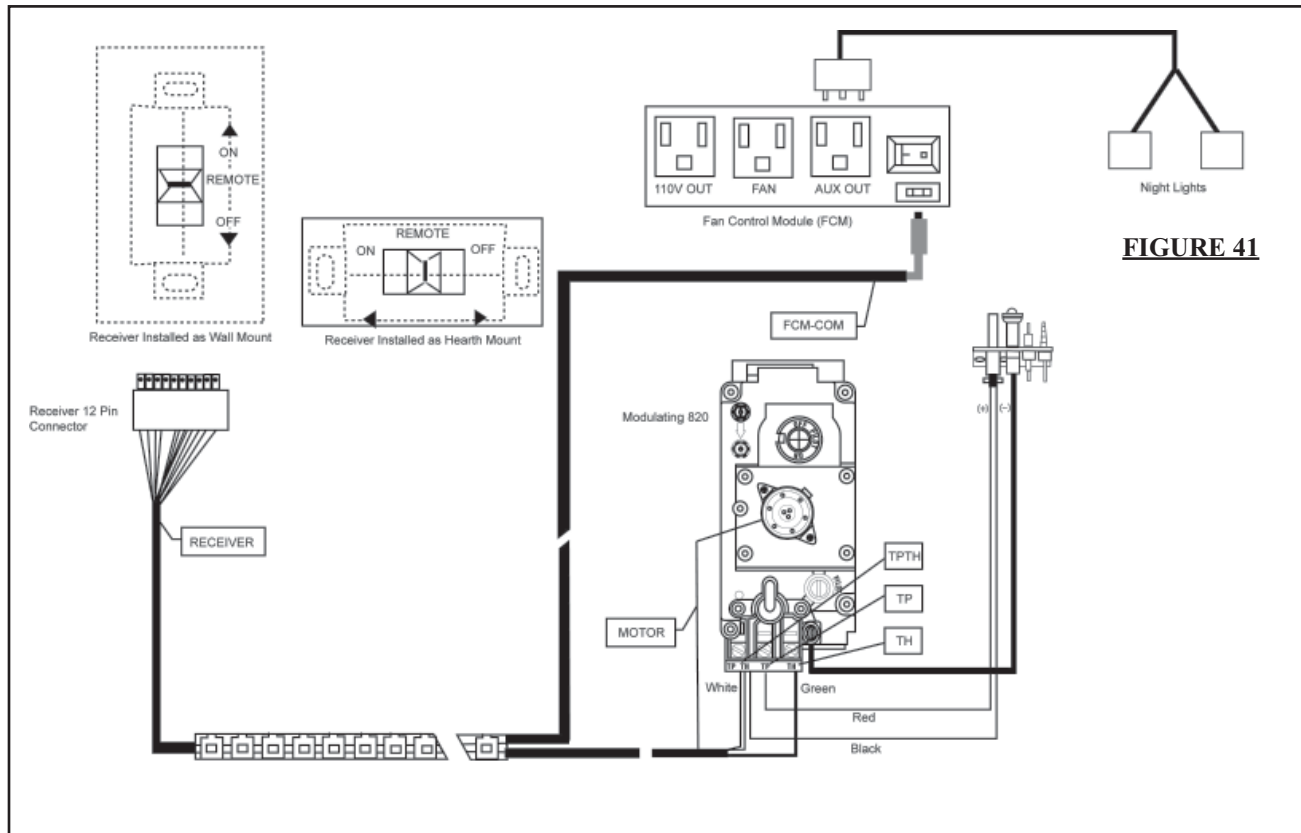 ON
REMOTE
OFF
Receiver Installed as Wall Mount
REMOTE
ON
OFF
Receiver Installed as Hearth Mount
110V OUT
FAN
AUX OUT
Fan Control Module (FCM)
Night Lights
FIGURE 41
FCM-COM
Receiver 12 Pin
Connector
RECEIVER
Modulating 820
(+)
(-)
MOTOR
TPTH
TP
TH
TP TH
TP
TH
White
Green
Red
Black